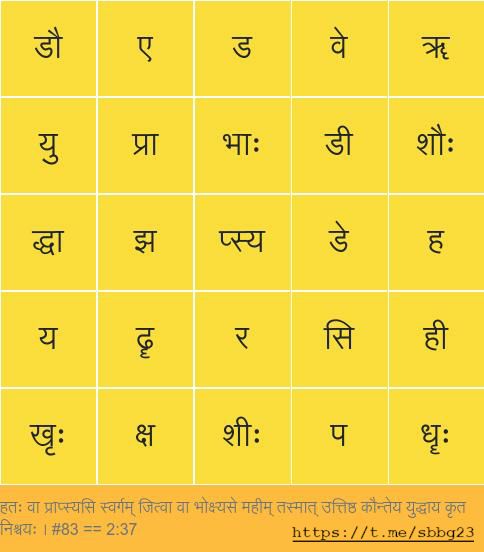 डौ ए ड वे ॠ
यु प्रा भाः डी शौः
द्धा झ प्स्य डे ह
य ढॄ र सि ही
खृः क्ष शीः प धॄः
हतः वा प्राप्स्यसि स्वर्गम् जित्वा वा भोक्ष्यसे महीम् तस्मात् उत्तिष्ठ कौन्तेय युद्धाय कृत
निश्चयः । #83 == 2:37
https://t.me/sbbg23